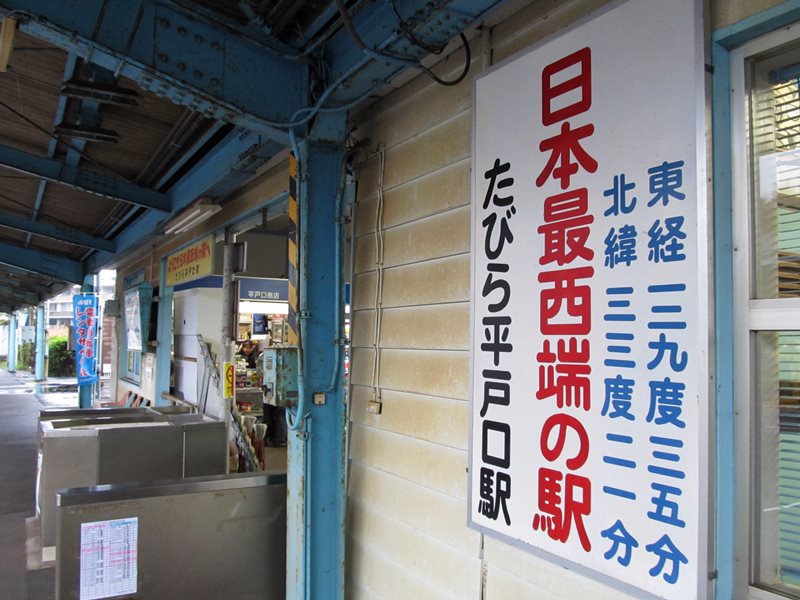 東経 一二九度三五分
北緯 三三度二一分
日本最西端の駅
たびら平戸口駅
平戸口売店